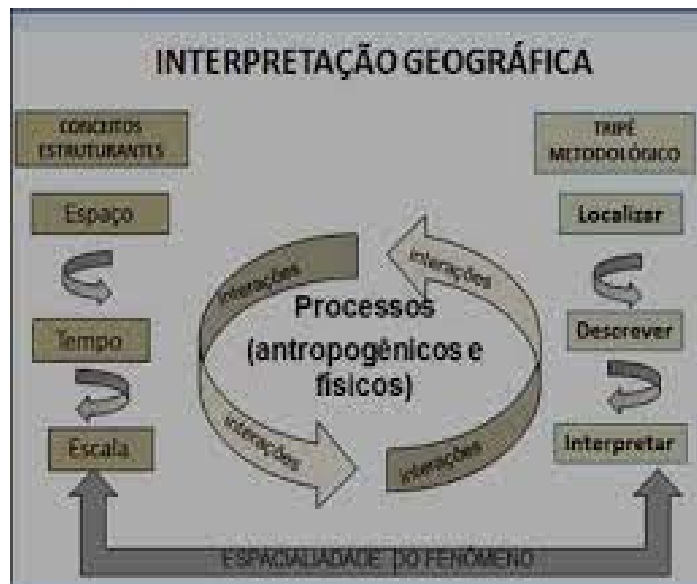 INTERPRETAÇÃO GEOGRÁFICA
CONCEITOS
ESTRUTURANTES
TRIPÉ
METODOLÓGICO
Espaço
Tempo
Escala
interações
interações
Processos
(antropogênicos e
físicos)
interações
interações
Localizar
Descrever
Interpretar
ESPACIALIADADE DO FENÔMENO